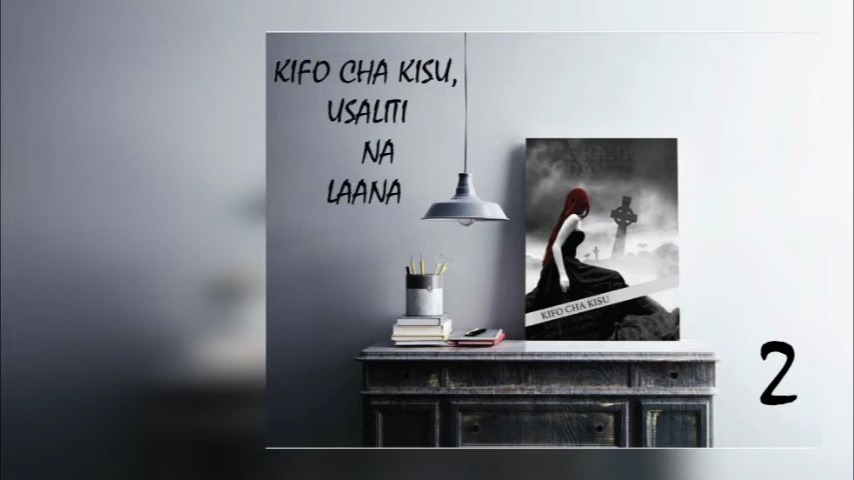 KIFO CHA KISU,
USALITI
NA
LAANA
KIFO CHA KISU
2